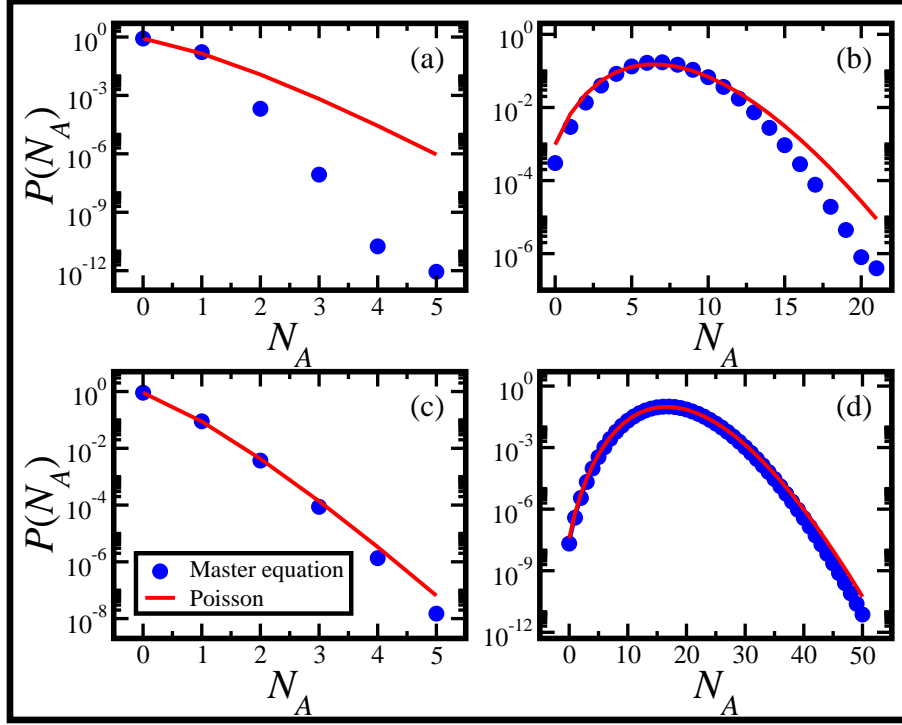 (a)
P(N_A)
10^0
10^-3
10^-6
10^-9
10^-12
0 1 2 3 4 5
N_A
(b)
10^0
10^-2
10^-4
10^-6
0 5 10 15 20
N_A
(c)
P(N_A)
10^0
10^-2
10^-4
10^-6
10^-8
Master equation
Poisson
0 1 2 3 4 5
N_A
(d)
10^0
10^-3
10^-6
10^-9
10^-12
0 10 20 30 40 50
N_A